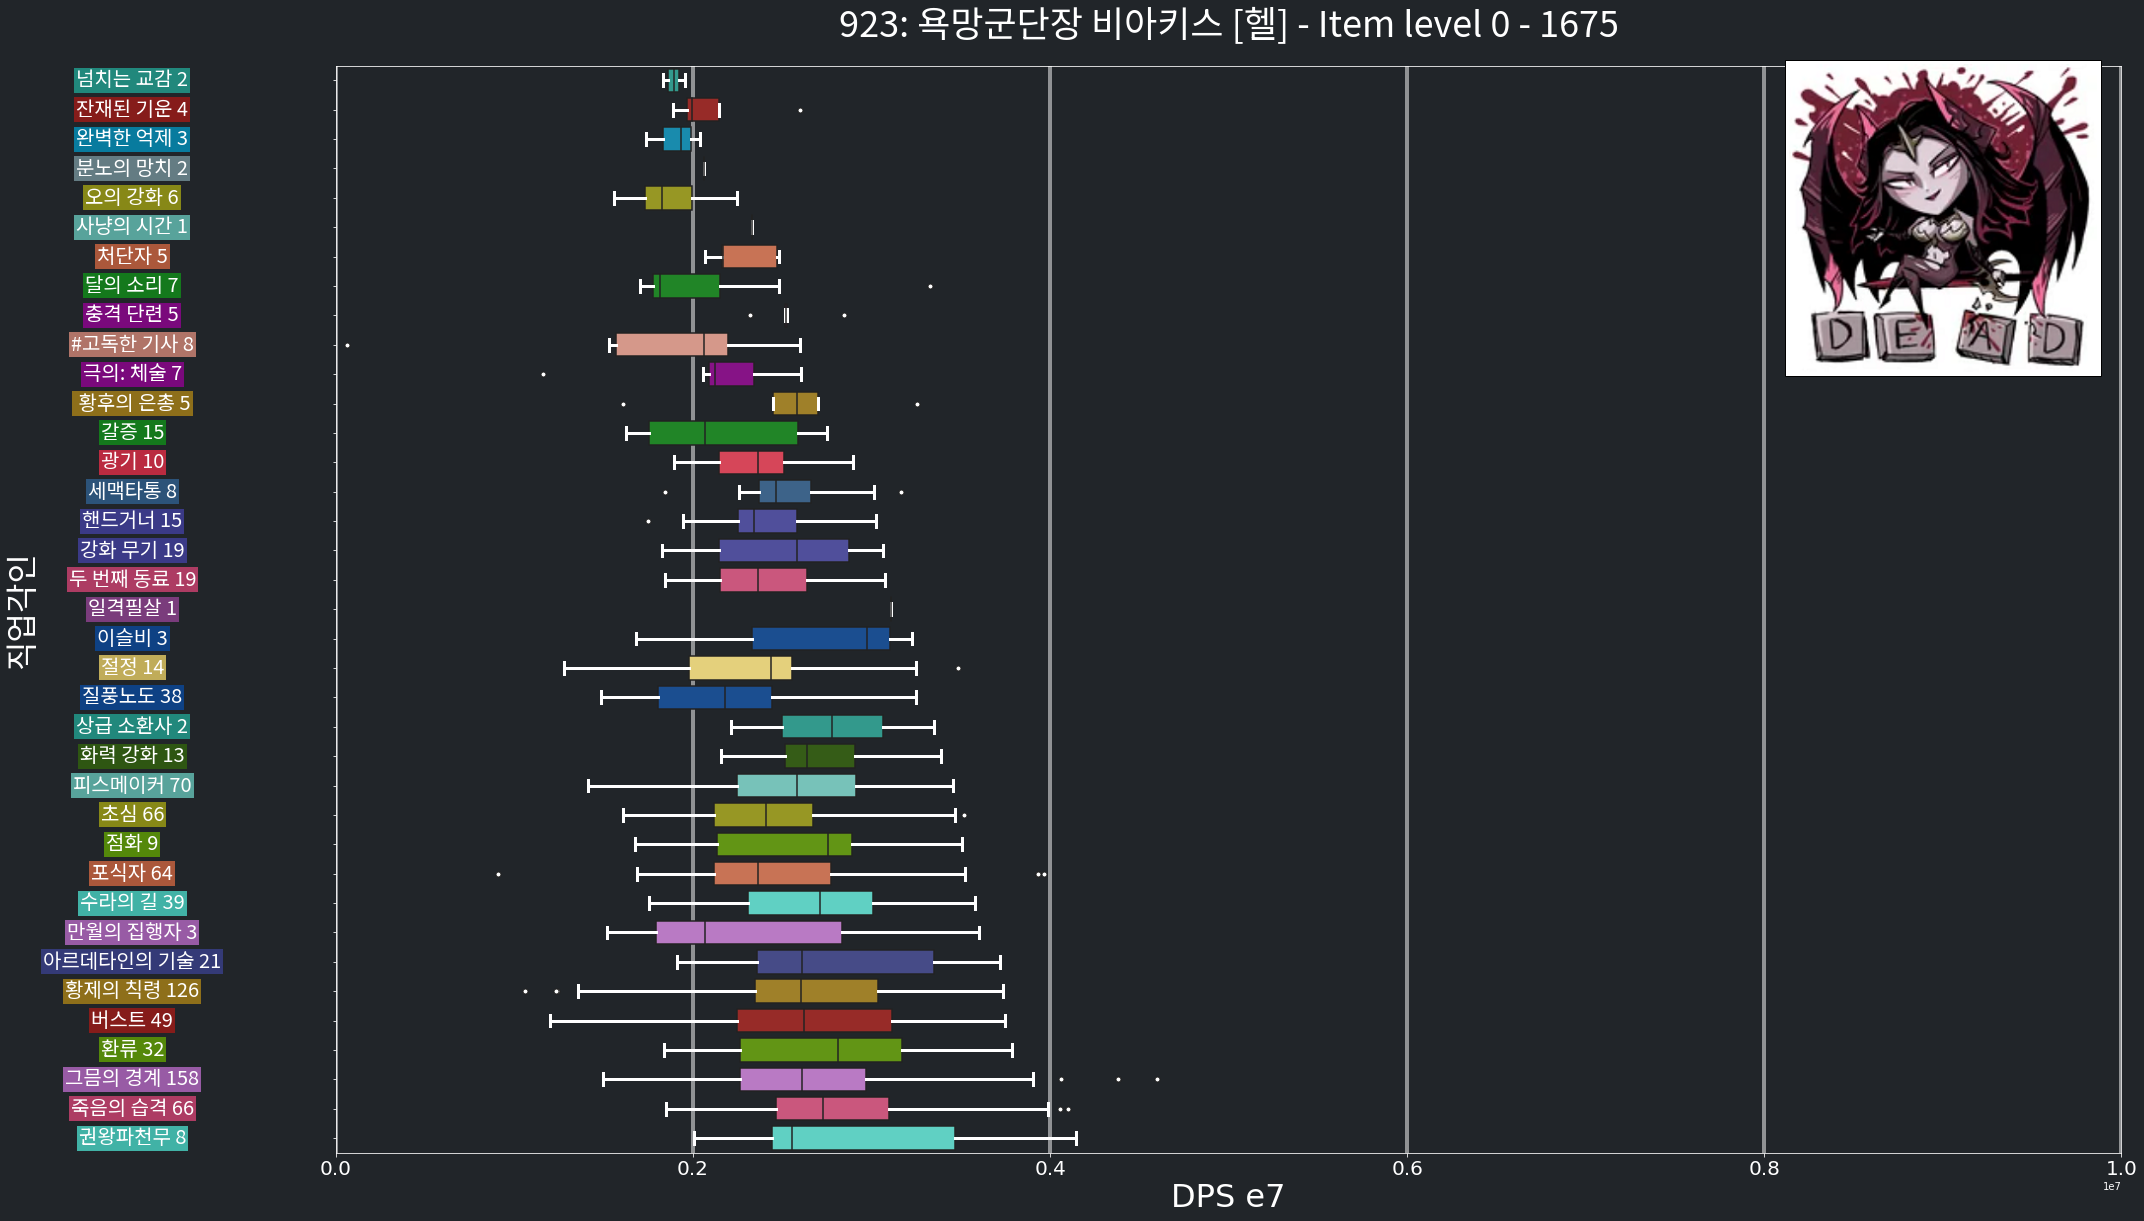 923: 욕망군단장 비아키스 [헬] - Item level 0 - 1675
넘치는 교감 2
잔재된 기운 4
완벽한 억제 3
분노의 망치 2
오의 강화 6
사냥의 시간 1
처단자 5
달의 소리 7
충격 단련 5
#고독한 기사 8
극의: 체술 7
황후의 은총 5
갈증 15
광기 10
세맥타통 8
핸드거너 15
강화 무기 19
두 번째 동료 19
일격필살 1
이슬비 3
절정 14
질풍노도 38
상급 소환사 2
화력 강화 13
피스메이커 70
초심 66
점화 9
포식자 64
수라의 길 39
만월의 집행자 3
아르데타인의 기술 21
황제의 칙령 126
버스트 49
환류 32
그믐의 경계 158
죽음의 습격 66
권왕파천무 8
직업각인
0.0 0.2 0.4 0.6 0.8 1.0
1e7
DPS e7
DEAD